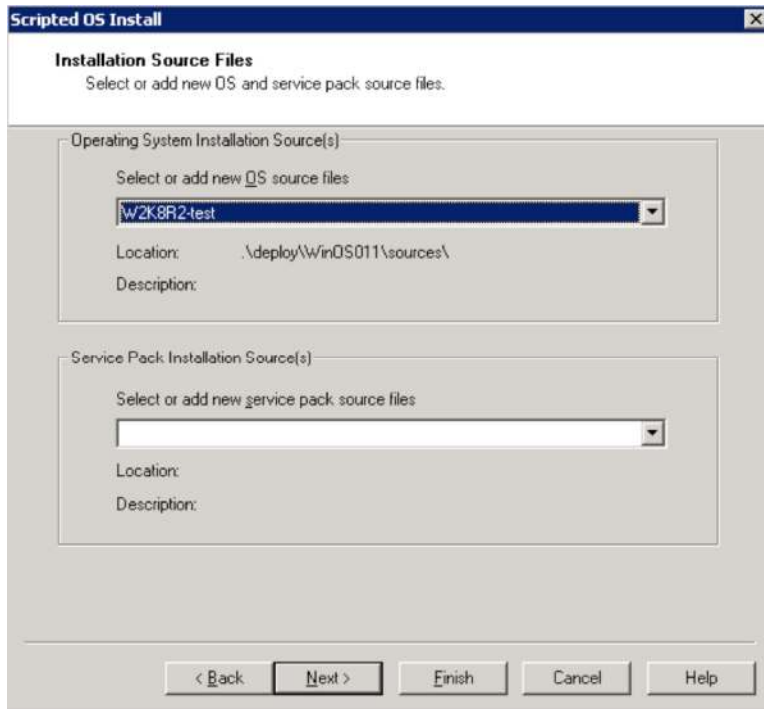 Scripted OS Install
Installation Source Files
Select or add new OS and service pack source files.
Operating System Installation Source(s)
Select or add new OS source files
W2K8R2-test
Location: .\deploy\WinOS011\sources\
Description:
Service Pack Installation Source(s)
Select or add new service pack source files
Location:
Description:
< Back Next > Finish Cancel Help